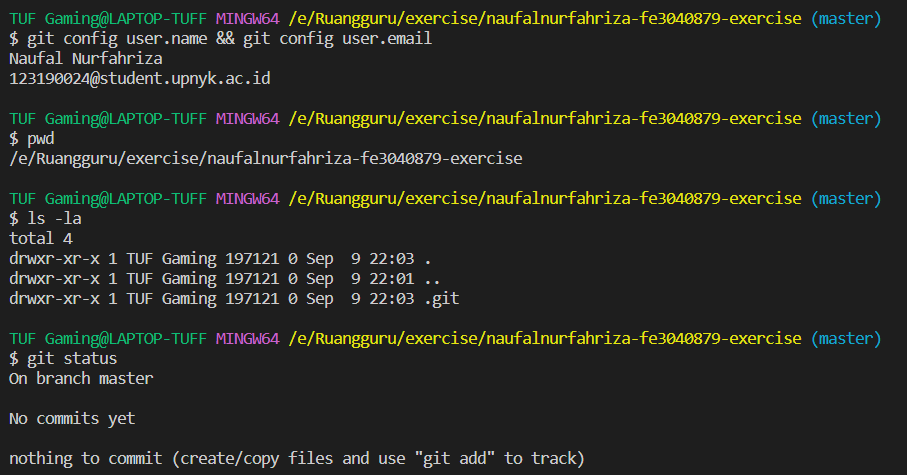 TUF Gaming@LAPTOP-TUFF MINGW64 /e/Ruangguru/exercise/naufalnurfahriza-fe3040879-exercise (master)
$ git config user.name && git config user.email
Naufal Nurfahriza
123190024@student.upnyk.ac.id

TUF Gaming@LAPTOP-TUFF MINGW64 /e/Ruangguru/exercise/naufalnurfahriza-fe3040879-exercise (master)
$ pwd
/e/Ruangguru/exercise/naufalnurfahriza-fe3040879-exercise

TUF Gaming@LAPTOP-TUFF MINGW64 /e/Ruangguru/exercise/naufalnurfahriza-fe3040879-exercise (master)
$ ls -la
total 4
drwxr-xr-x 1 TUF Gaming 197121 0 Sep  9 22:03 .
drwxr-xr-x 1 TUF Gaming 197121 0 Sep  9 22:01 ..
drwxr-xr-x 1 TUF Gaming 197121 0 Sep  9 22:03 .git

TUF Gaming@LAPTOP-TUFF MINGW64 /e/Ruangguru/exercise/naufalnurfahriza-fe3040879-exercise (master)
$ git status
On branch master

No commits yet

nothing to commit (create/copy files and use "git add" to track)